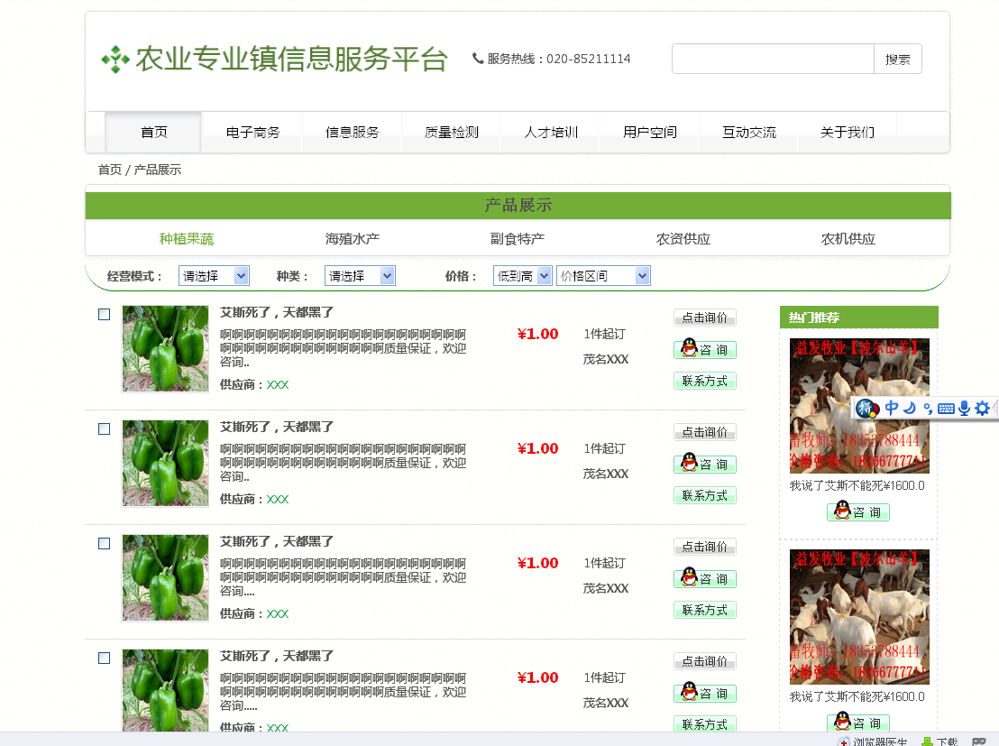 农业专业镇信息服务平台
服务热线：020-85211114
搜索
首页 电子商务 信息服务 质量检测 人才培训 用户空间 互动交流 关于我们
首页 / 产品展示
产品展示
种植果蔬 海殖水产 副食特产 农资供应 农机供应
经营模式： 请选择 种类： 请选择 价格： 低到高 价格区间
艾斯死了，天都黑了
啊啊啊啊啊啊啊啊啊啊啊啊啊啊啊啊啊啊啊啊啊
啊啊啊啊啊啊啊啊啊啊啊啊啊啊质量保证，欢迎
咨询..
供应商：XXX
¥1.00
1件起订
茂名XXX
点击询价
咨 询
联系方式
艾斯死了，天都黑了
啊啊啊啊啊啊啊啊啊啊啊啊啊啊啊啊啊啊啊啊啊
啊啊啊啊啊啊啊啊啊啊啊啊啊啊质量保证，欢迎
咨询..
供应商：XXX
¥1.00
1件起订
茂名XXX
点击询价
咨 询
联系方式
艾斯死了，天都黑了
啊啊啊啊啊啊啊啊啊啊啊啊啊啊啊啊啊啊啊啊啊
啊啊啊啊啊啊啊啊啊啊啊啊啊啊质量保证，欢迎
咨询....
供应商：XXX
¥1.00
1件起订
茂名XXX
点击询价
咨 询
联系方式
艾斯死了，天都黑了
啊啊啊啊啊啊啊啊啊啊啊啊啊啊啊啊啊啊啊啊啊
啊啊啊啊啊啊啊啊啊啊啊啊啊啊质量保证，欢迎
咨询.....
供应商：XXX
¥1.00
1件起订
茂名XXX
点击询价
咨 询
联系方式
热门推荐
益发牧业【波尔山羊】
畜牧师：18353788444
价格咨询：18266777741
我说了艾斯不能死¥1600.0
咨 询
益发牧业【波尔山羊】
畜牧师：18353788444
价格咨询：18266777741
我说了艾斯不能死¥1600.0
咨 询
拼 中
浏览器医生 下载